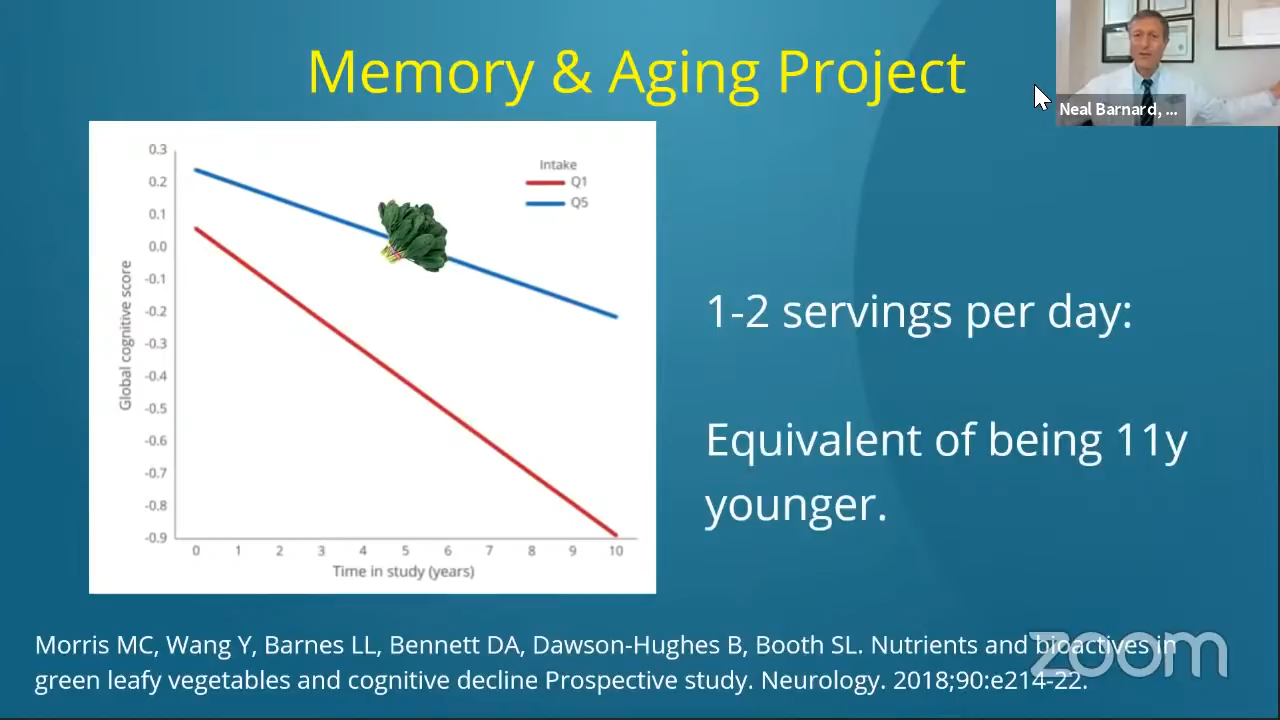 Memory & Aging Project
Neal Barnard, ...
0.3
0.2
0.1
0.0
-0.1
-0.2
-0.3
-0.4
-0.5
-0.6
-0.7
-0.8
-0.9
Global cognitive score
Intake
Q1
Q5
0 1 2 3 4 5 6 7 8 9 10
Time in study (years)
1-2 servings per day:
Equivalent of being 11y
younger.
Morris MC, Wang Y, Barnes LL, Bennett DA, Dawson-Hughes B, Booth SL. Nutrients and bioactives in
green leafy vegetables and cognitive decline Prospective study. Neurology. 2018;90:e214-22.
zoom